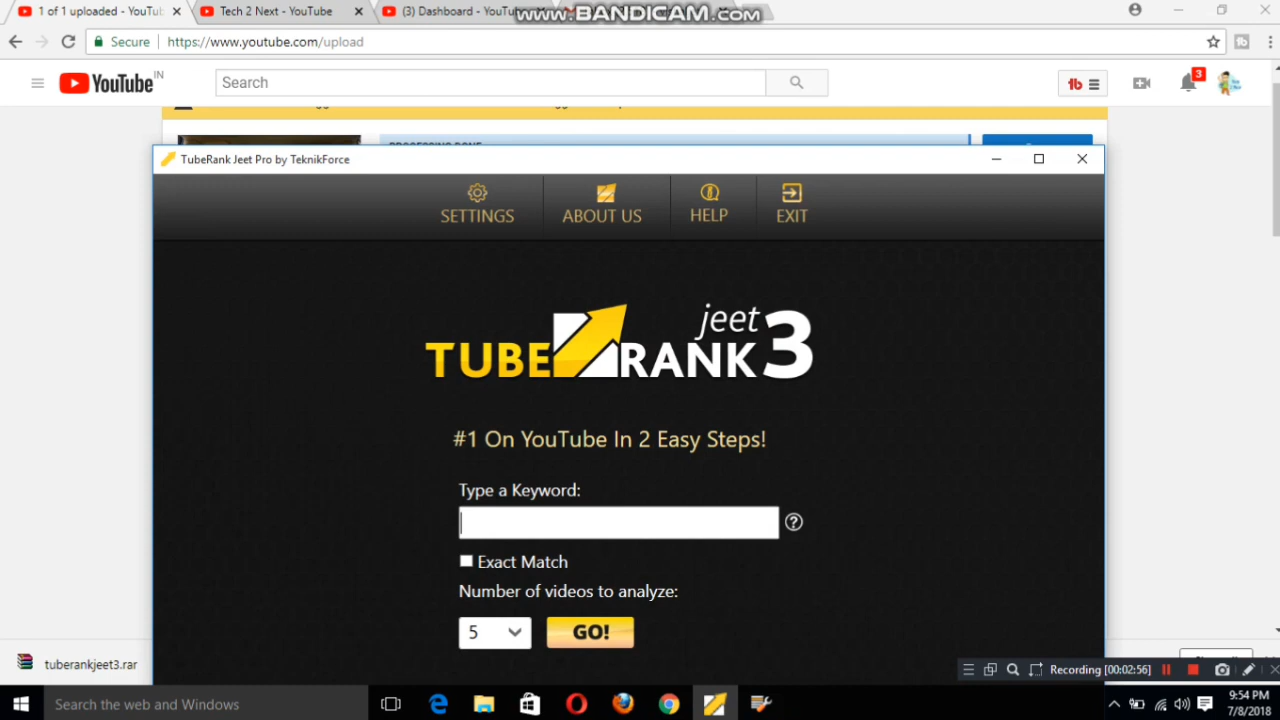 1 of 1 uploaded - YouTub
Tech 2 Next - YouTube
(3) Dashboard - YouTu
www.BANDICAM.com
Secure
https://www.youtube.com/upload
YouTube IN
Search
3
TubeRank Jeet Pro by TeknikForce
SETTINGS
ABOUT US
HELP
EXIT
TUBE RANK jeet 3
#1 On YouTube In 2 Easy Steps!
Type a Keyword:
?
Exact Match
Number of videos to analyze:
5
GO!
tuberankjeet3.rar
Recording [00:02:56]
Search the web and Windows
9:54 PM
7/8/2018